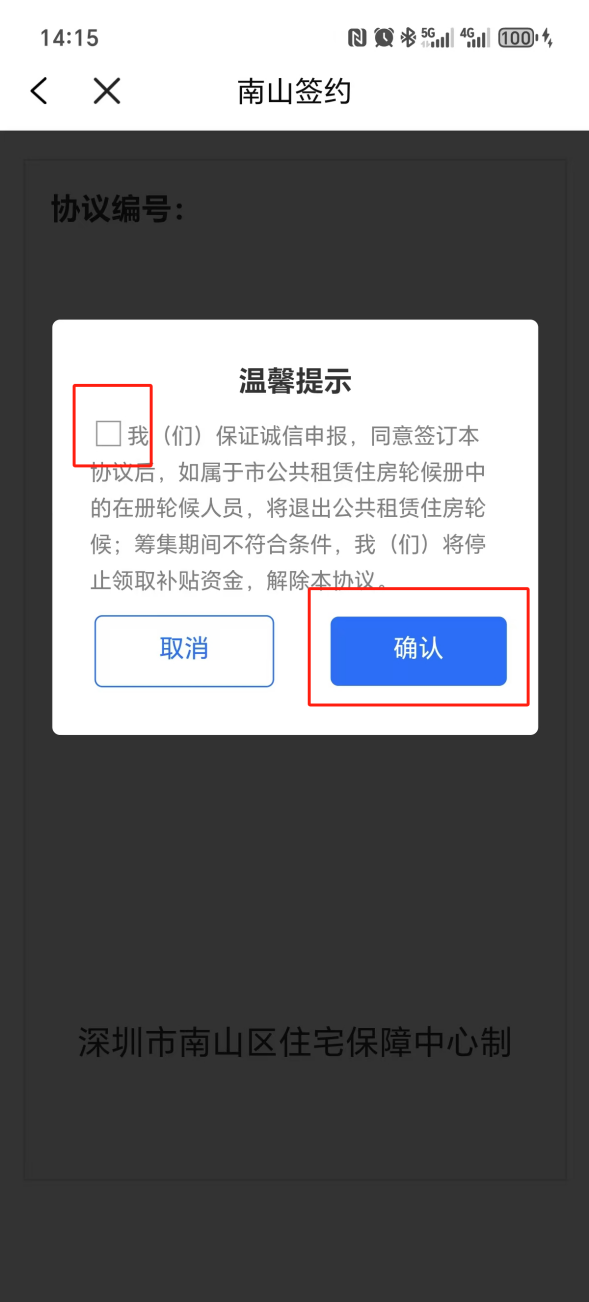 14:15 5G 4G 100
南山签约
协议编号：
温馨提示
我（们）保证诚信申报，同意签订本
协议后，如属于市公共租赁住房轮候册中
的在册轮候人员，将退出公共租赁住房轮
候；筹集期间不符合条件，我（们）将停
止领取补贴资金，解除本协议。
取消 确认
深圳市南山区住宅保障中心制